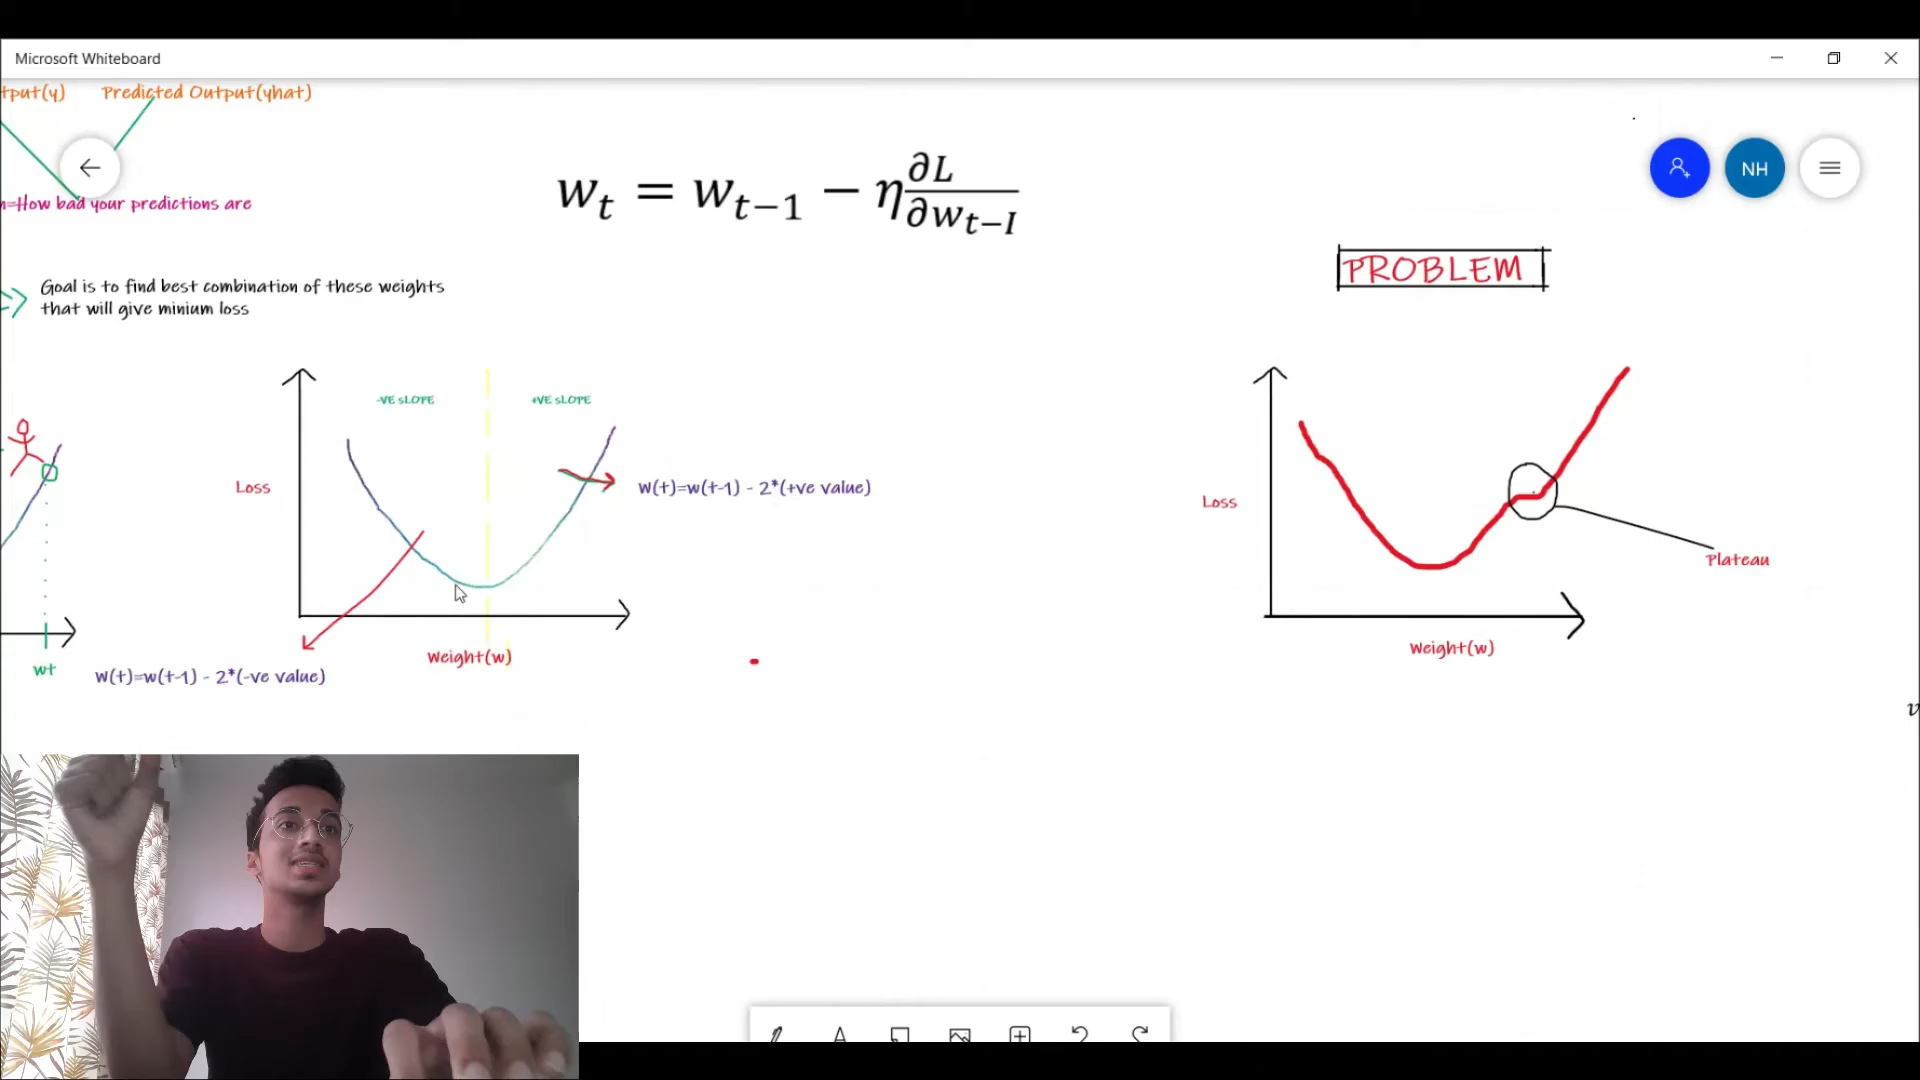 Microsoft Whiteboard
tput(y)
Predicted Output(yhat)
=How bad your predictions are
NH
w_t = w_{t-1} − η ∂L/∂w_{t-I}
PROBLEM
Goal is to find best combination of these weights
that will give minium loss
-VE SLOPE
+VE SLOPE
Loss
W(t)=w(t-1) - 2*(+ve value)
Weight(w)
wt
W(t)=w(t-1) - 2*(-ve value)
Loss
Plateau
Weight(w)
v